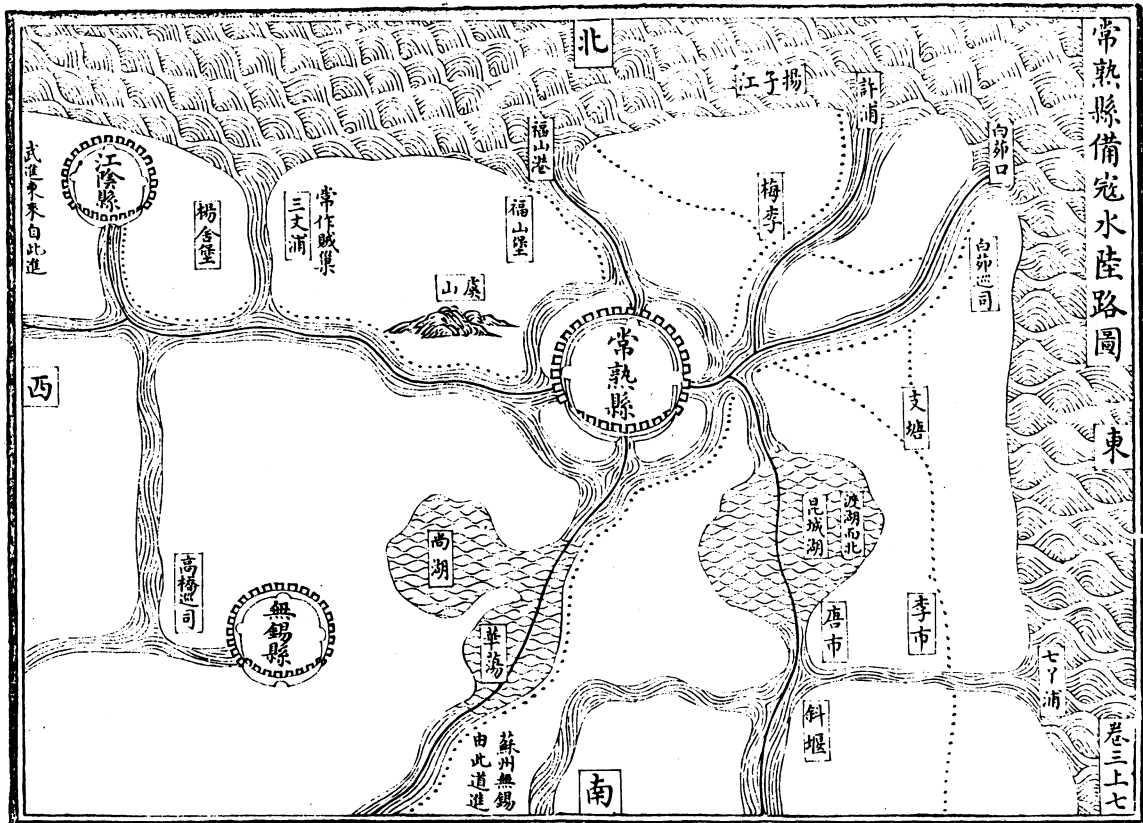 常熟縣備寇水陸路圖
卷三上七
北
東
南
西
揚子江
許浦
白茆口
白茆巡司
梅李
支塘
李市
七丫浦
渡湖而北
昆城湖
唐市
斜堰
福山港
福山堡
常熟縣
虞山
常作賊巢
三丈浦
楊舍堡
江陰縣
武進東來自此進
尚湖
華蕩
蘇州無錫
由此道進
高橋巡司
無錫縣